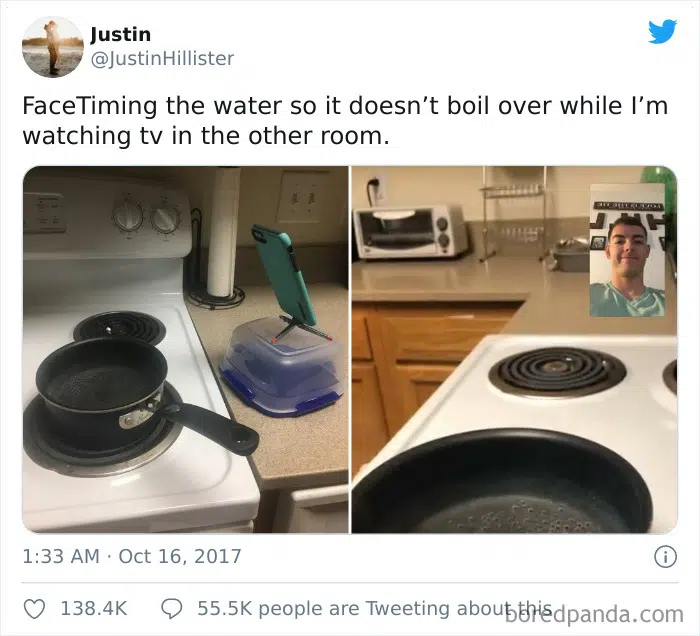 Justin
@JustinHillister
FaceTiming the water so it doesn’t boil over while I’m
watching tv in the other room.
1:33 AM · Oct 16, 2017
138.4K
55.5K people are Tweeting about this
boredpanda.com